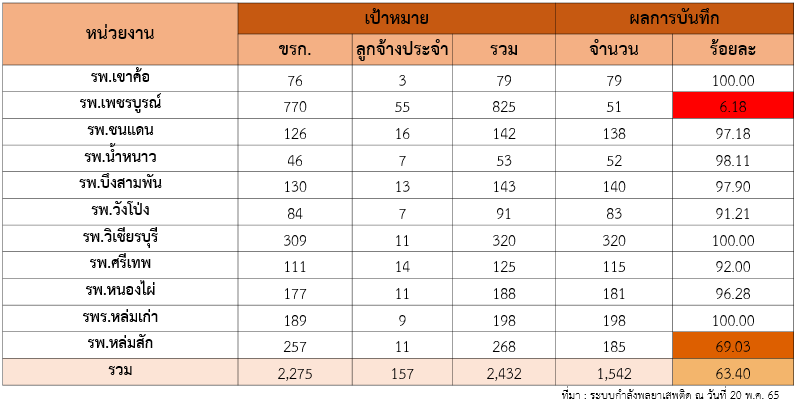 หน่วยงาน เป้าหมาย ผลการบันทึก
ขรก. ลูกจ้างประจำ รวม จำนวน ร้อยละ
รพ.เขาค้อ 76 3 79 79 100.00
รพ.เพชรบูรณ์ 770 55 825 51 6.18
รพ.ชนแดน 126 16 142 138 97.18
รพ.น้ำหนาว 46 7 53 52 98.11
รพ.บึงสามพัน 130 13 143 140 97.90
รพ.วังโป่ง 84 7 91 83 91.21
รพ.วิเชียรบุรี 309 11 320 320 100.00
รพ.ศรีเทพ 111 14 125 115 92.00
รพ.หนองไผ่ 177 11 188 181 96.28
รพร.หล่มเก่า 189 9 198 198 100.00
รพ.หล่มสัก 257 11 268 185 69.03
รวม 2,275 157 2,432 1,542 63.40
ที่มา : ระบบกำลังพลยาเสพติด ณ วันที่ 20 พ.ค. 65